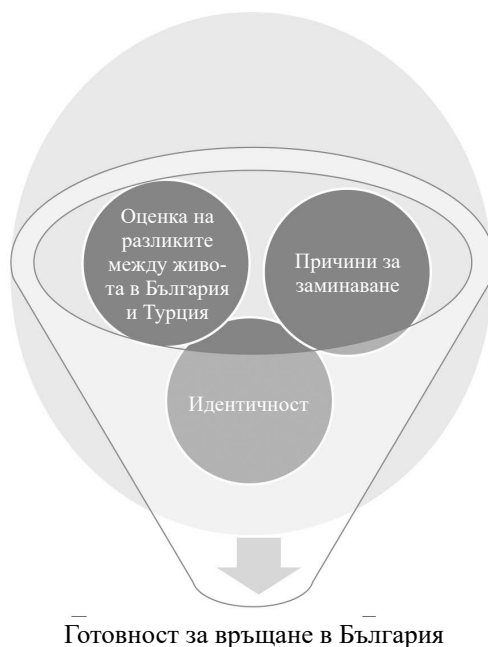 Оценка на
разликите
между живо-
та в България
и Турция
Причини за
заминаване
Идентичност
Готовност за връщане в България